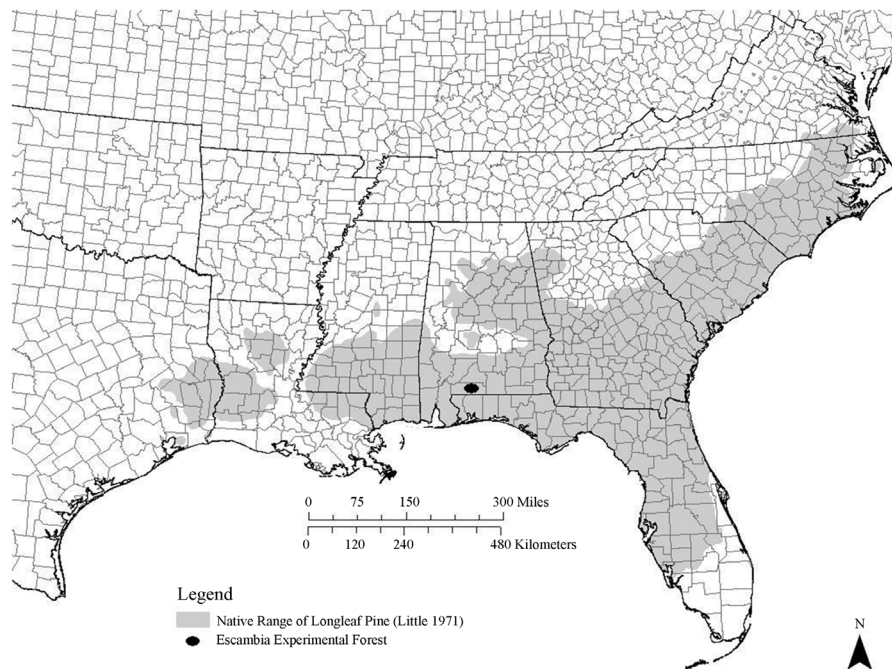 0 75 150 300 Miles
0 120 240 480 Kilometers
Legend
Native Range of Longleaf Pine (Little 1971)
Escambia Experimental Forest
N